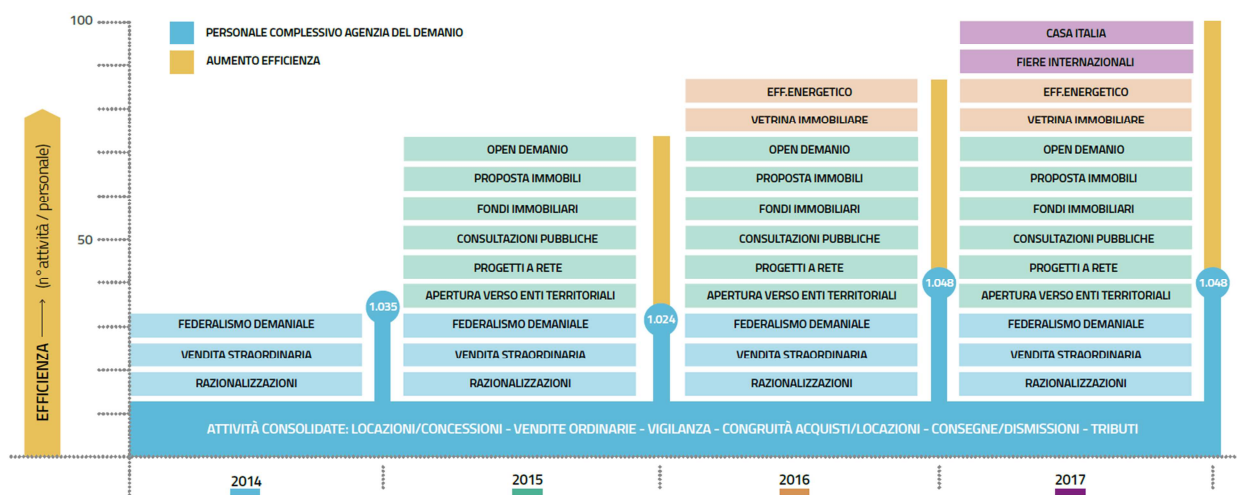 100
PERSONALE COMPLESSIVO AGENZIA DEL DEMANIO
AUMENTO EFFICIENZA
EFFICIENZA ⟶ (n° attività / personale)
50
FEDERALISMO DEMANIALE
VENDITA STRAORDINARIA
RAZIONALIZZAZIONI
1.035
OPEN DEMANIO
PROPOSTA IMMOBILI
FONDI IMMOBILIARI
CONSULTAZIONI PUBBLICHE
PROGETTI A RETE
APERTURA VERSO ENTI TERRITORIALI
FEDERALISMO DEMANIALE
VENDITA STRAORDINARIA
RAZIONALIZZAZIONI
1.024
EFF.ENERGETICO
VETRINA IMMOBILIARE
OPEN DEMANIO
PROPOSTA IMMOBILI
FONDI IMMOBILIARI
CONSULTAZIONI PUBBLICHE
PROGETTI A RETE
APERTURA VERSO ENTI TERRITORIALI
FEDERALISMO DEMANIALE
VENDITA STRAORDINARIA
RAZIONALIZZAZIONI
1.048
CASA ITALIA
FIERE INTERNAZIONALI
EFF.ENERGETICO
VETRINA IMMOBILIARE
OPEN DEMANIO
PROPOSTA IMMOBILI
FONDI IMMOBILIARI
CONSULTAZIONI PUBBLICHE
PROGETTI A RETE
APERTURA VERSO ENTI TERRITORIALI
FEDERALISMO DEMANIALE
VENDITA STRAORDINARIA
RAZIONALIZZAZIONI
1.048
ATTIVITÀ CONSOLIDATE: LOCAZIONI/CONCESSIONI - VENDITE ORDINARIE - VIGILANZA - CONGRUITÀ ACQUISTI/LOCAZIONI - CONSEGNE/DISMISSIONI - TRIBUTI
2014
2015
2016
2017